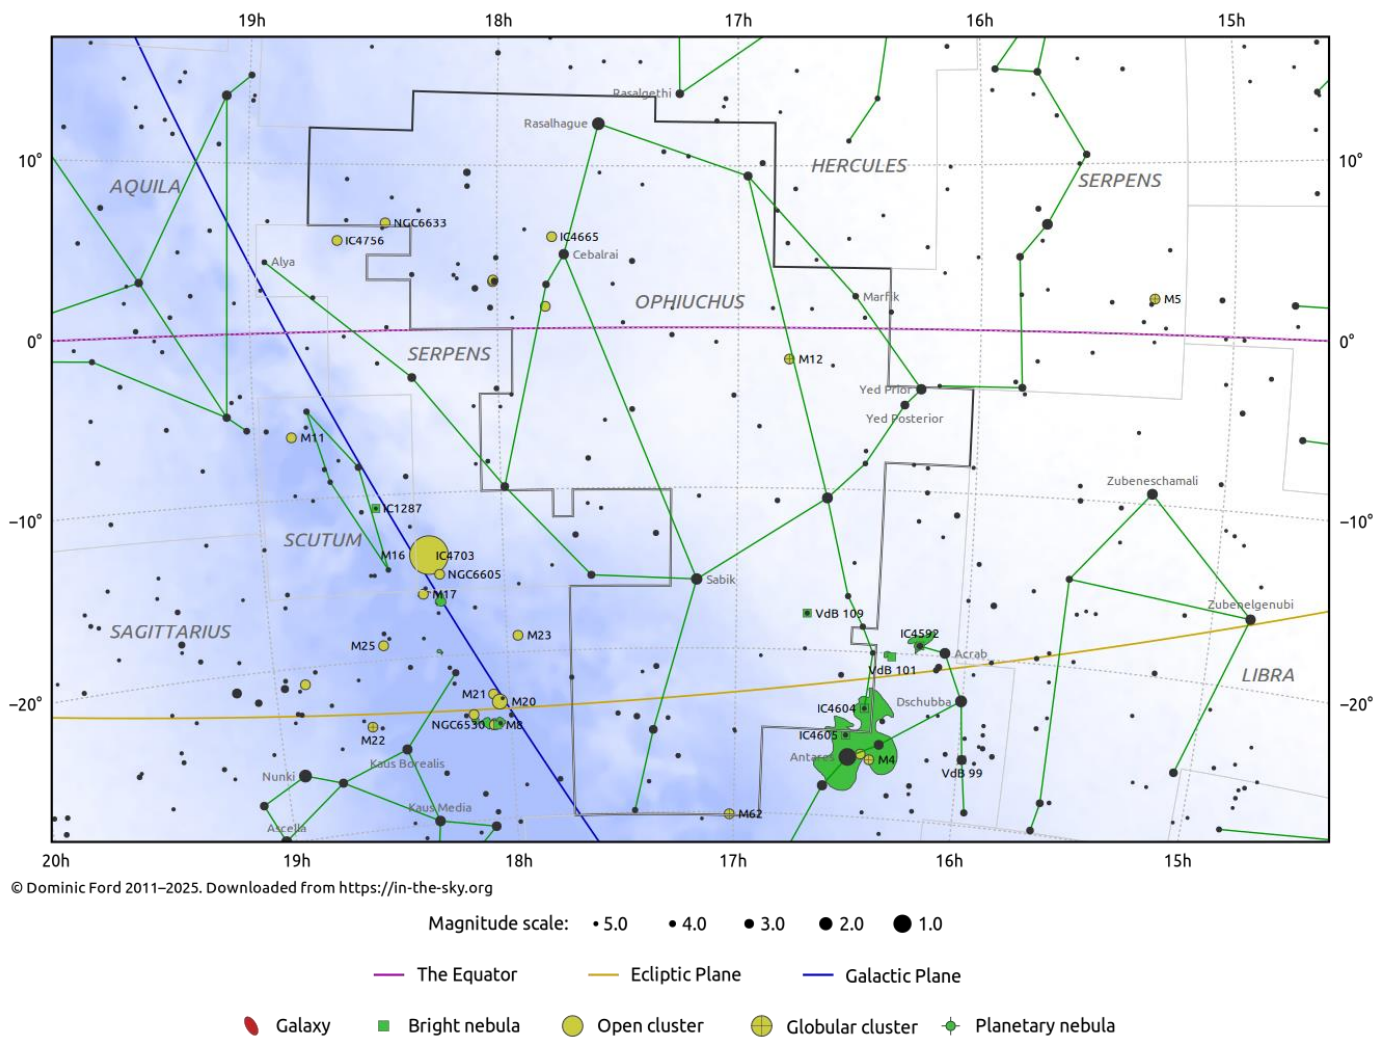 19h 18h 17h 16h 15h
Rasalgethi
Rasalhague
10° HERCULES 10°
AQUILA SERPENS
NGC6633
IC4756 IC4665
Alya Cebalrai
OPHIUCHUS Marfik M5
0° 0°
SERPENS M12
Yed Prior
Yed Posterior
M11
Zubeneschamali
IC1287
−10° −10°
SCUTUM M16 IC4703
NGC6605 Sabik
M17 Zubenelgenubi
VdB 109
SAGITTARIUS M23 IC4592
M25 Acrab
VdB 101 LIBRA
M21 M20 Dschubba
−20° IC4604 −20°
NGC6530 M8
M22 IC4605
Antares M4
Kaus Borealis
Nunki VdB 99
Kaus Media M62
Ascella
20h 19h 18h 17h 16h 15h
© Dominic Ford 2011–2025. Downloaded from https://in-the-sky.org
Magnitude scale: 5.0 4.0 3.0 2.0 1.0
The Equator Ecliptic Plane Galactic Plane
Galaxy Bright nebula Open cluster Globular cluster Planetary nebula